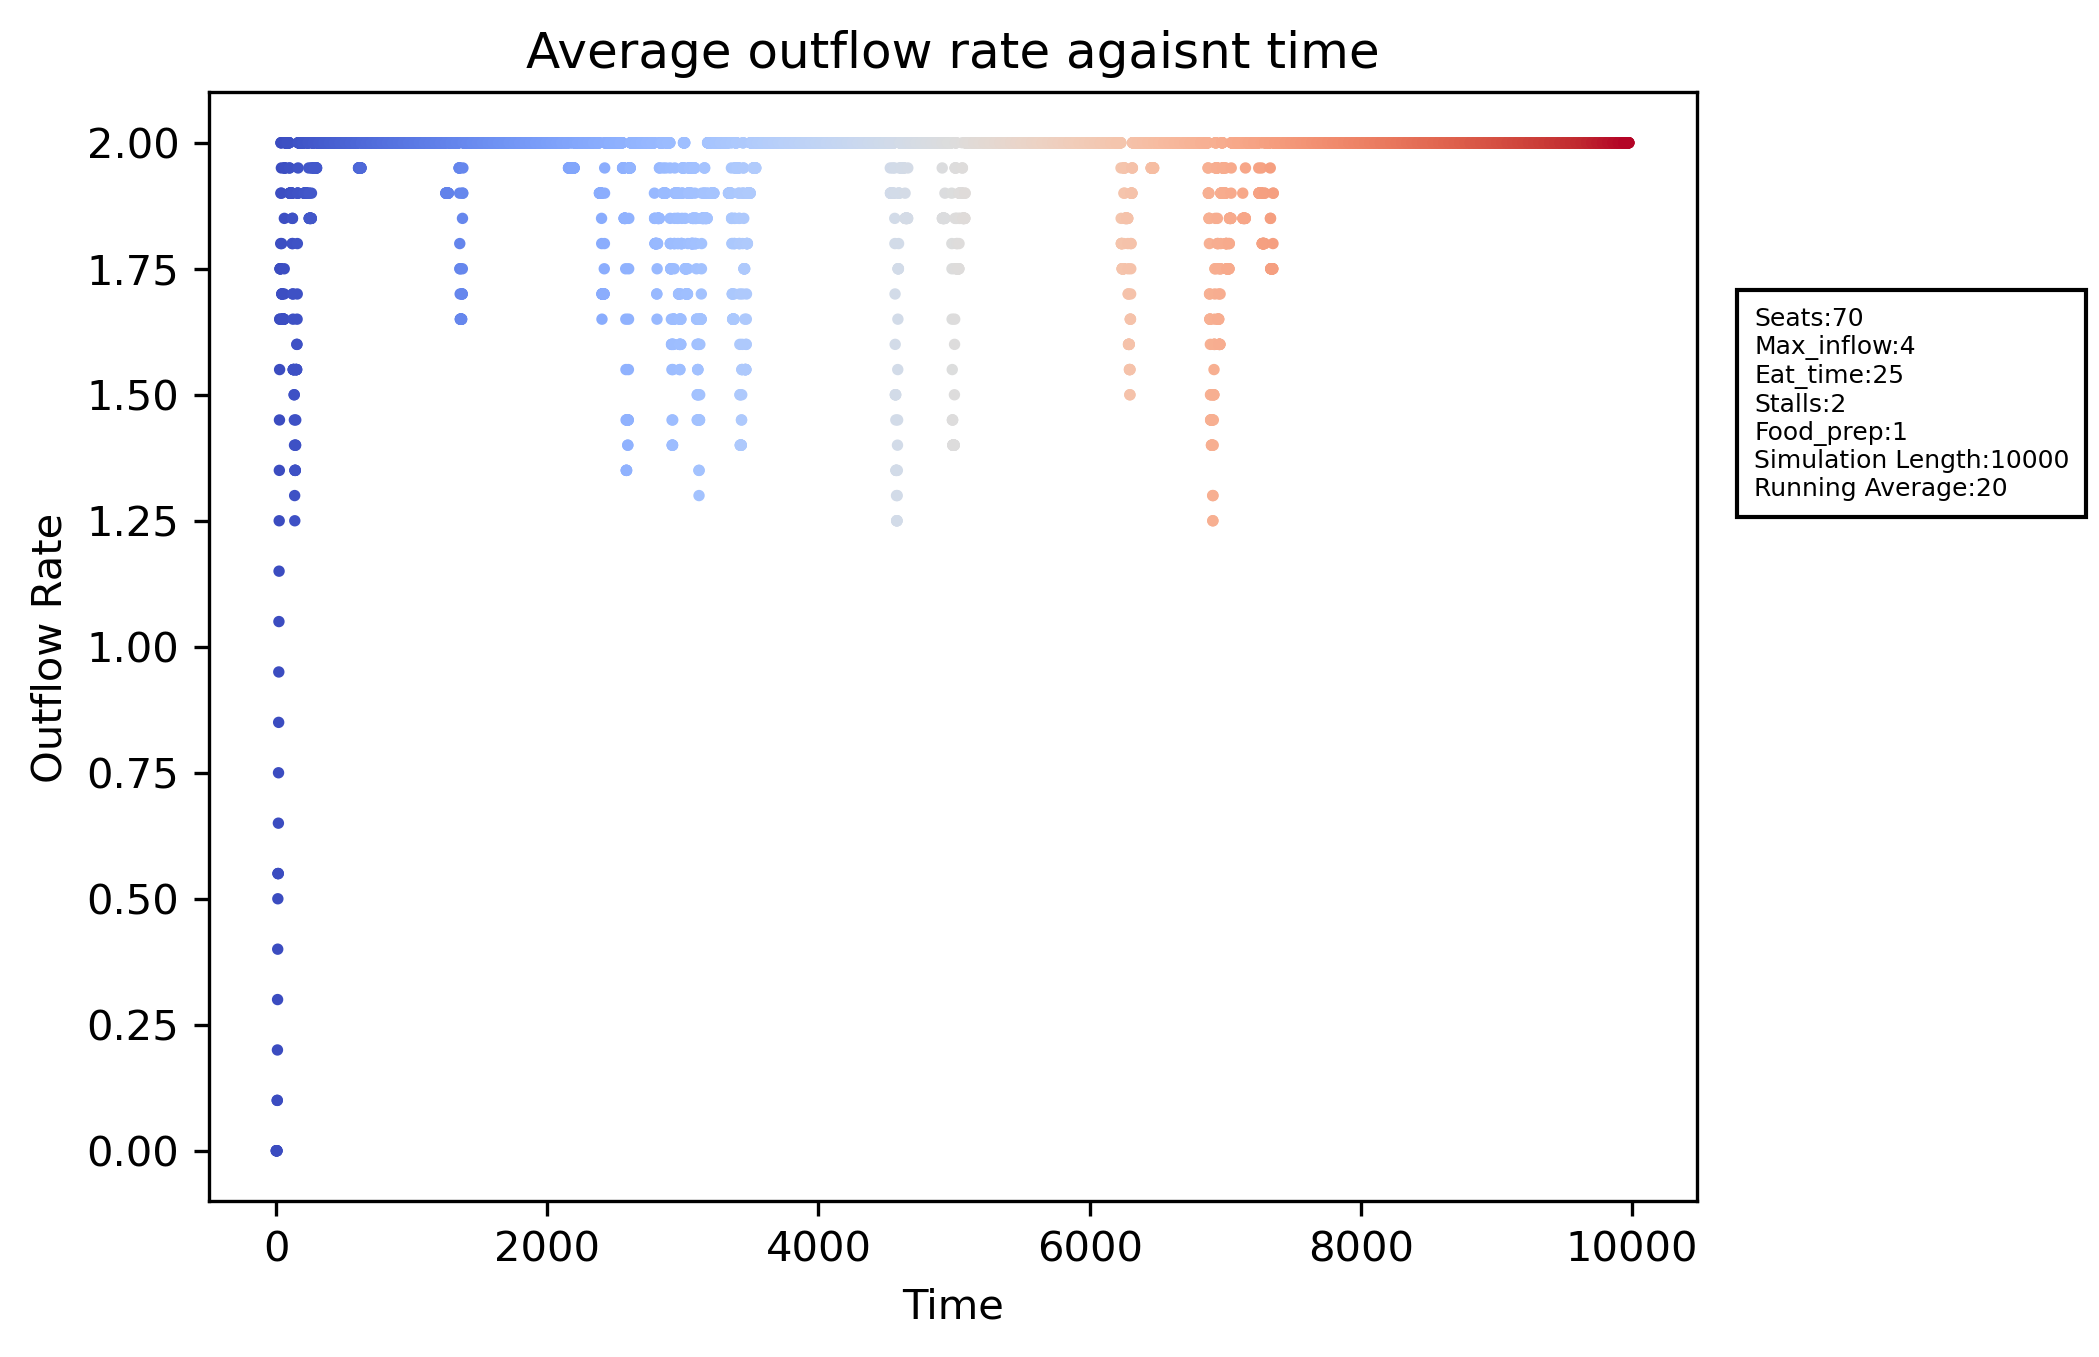 Average outflow rate agaisnt time
2.00
1.75
1.50
1.25
1.00
0.75
0.50
0.25
0.00
Outflow Rate
0 2000 4000 6000 8000 10000
Time
Seats:70
Max_inflow:4
Eat_time:25
Stalls:2
Food_prep:1
Simulation Length:10000
Running Average:20